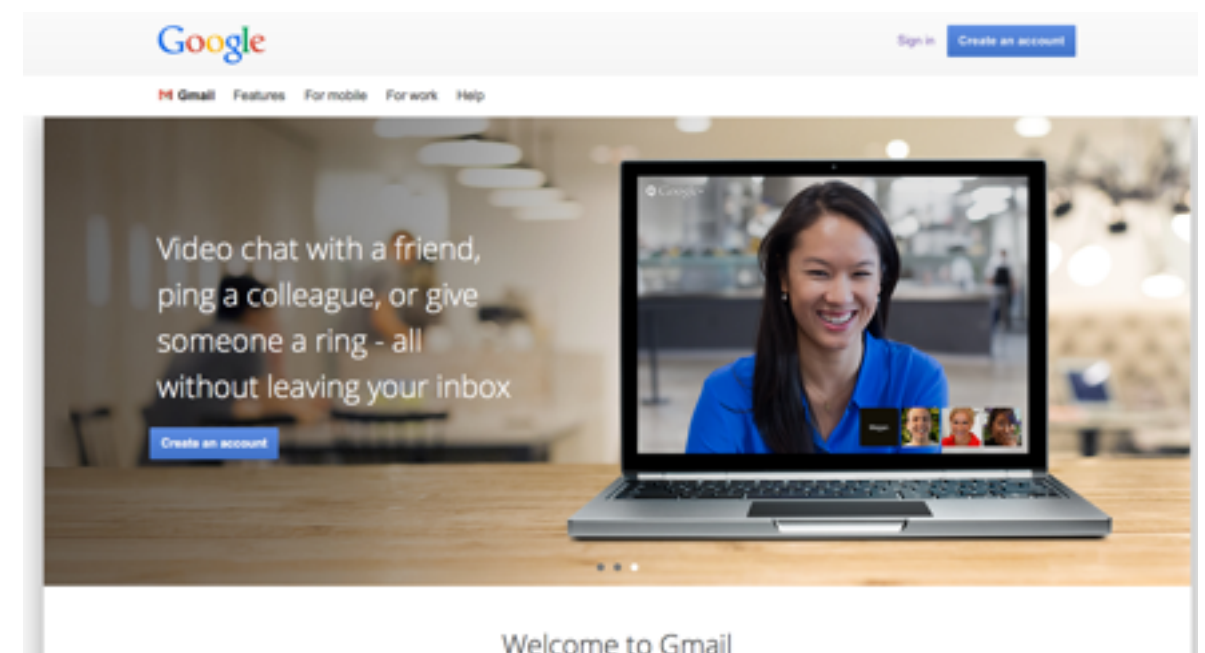 Google
Sign in
Create an account
Gmail Features For mobile For work Help
Google+
Video chat with a friend,
ping a colleague, or give
someone a ring - all
without leaving your inbox
Create an account
Welcome to Gmail